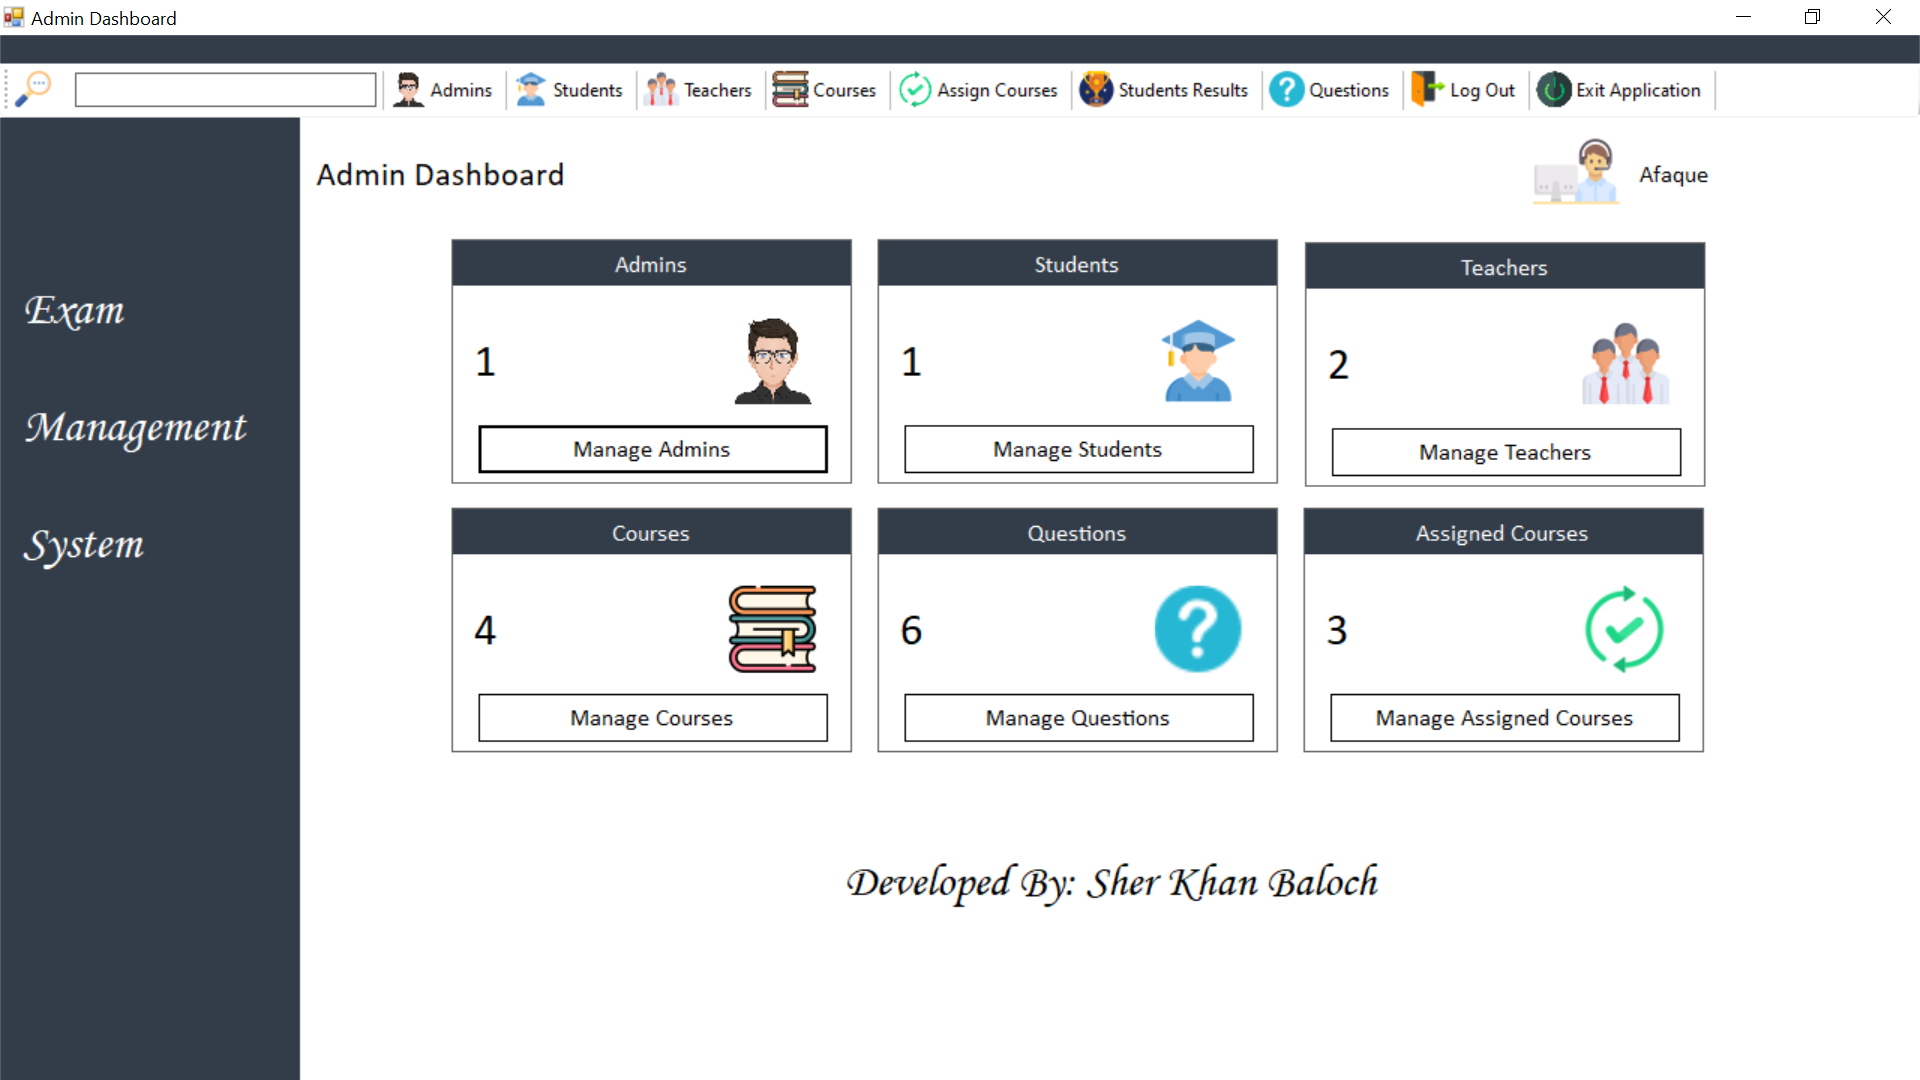 Admin Dashboard
Admins Students Teachers Courses Assign Courses Students Results Questions Log Out Exit Application
Admin Dashboard
Afaque
Exam
Management
System
Admins
1
Manage Admins
Students
1
Manage Students
Teachers
2
Manage Teachers
Courses
4
Manage Courses
Questions
6
Manage Questions
Assigned Courses
3
Manage Assigned Courses
Developed By: Sher Khan Baloch